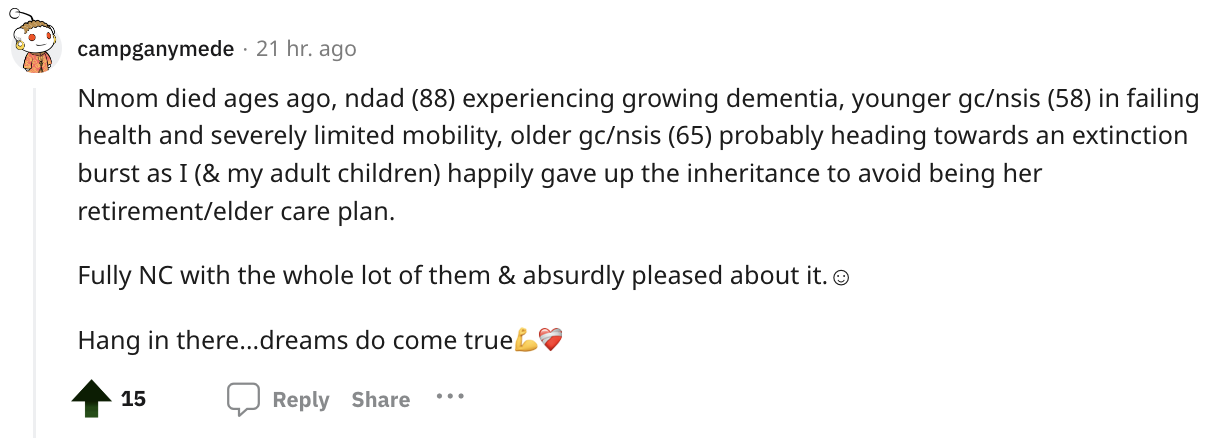 campganymede · 21 hr. ago
Nmom died ages ago, ndad (88) experiencing growing dementia, younger gc/nsis (58) in failing
health and severely limited mobility, older gc/nsis (65) probably heading towards an extinction
burst as I (& my adult children) happily gave up the inheritance to avoid being her
retirement/elder care plan.
Fully NC with the whole lot of them & absurdly pleased about it.☺
Hang in there...dreams do come true💪❤️‍🩹
15 Reply Share ...